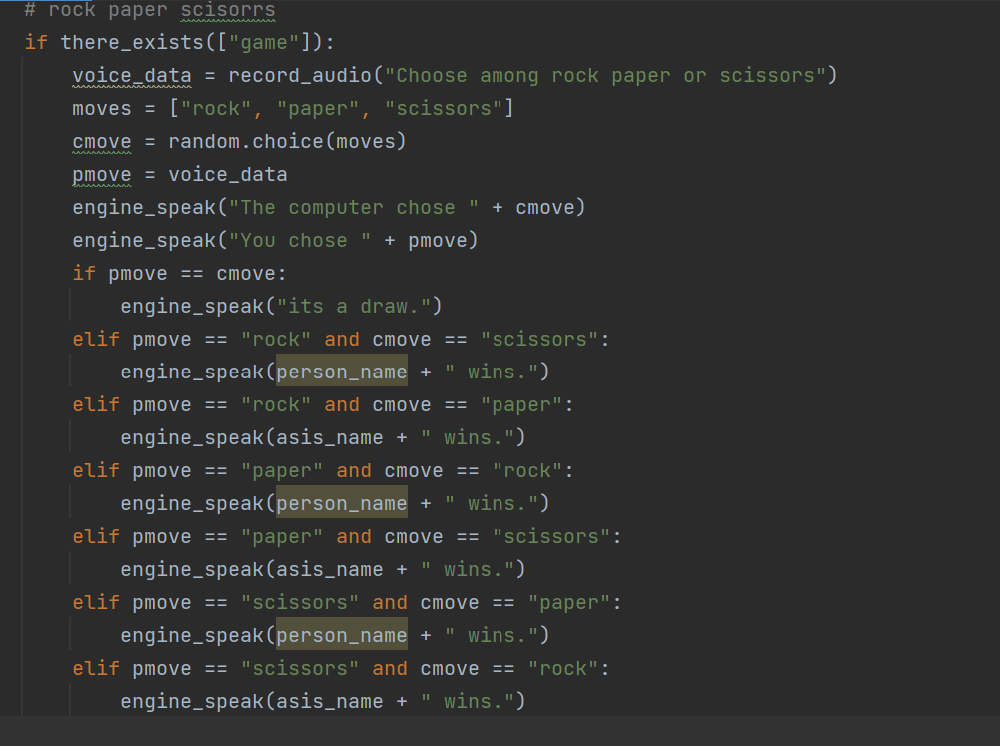 # rock paper scisorrs
if there_exists(["game"]):
    voice_data = record_audio("Choose among rock paper or scissors")
    moves = ["rock", "paper", "scissors"]
    cmove = random.choice(moves)
    pmove = voice_data
    engine_speak("The computer chose " + cmove)
    engine_speak("You chose " + pmove)
    if pmove == cmove:
        engine_speak("its a draw.")
    elif pmove == "rock" and cmove == "scissors":
        engine_speak(person_name + " wins.")
    elif pmove == "rock" and cmove == "paper":
        engine_speak(asis_name + " wins.")
    elif pmove == "paper" and cmove == "rock":
        engine_speak(person_name + " wins.")
    elif pmove == "paper" and cmove == "scissors":
        engine_speak(asis_name + " wins.")
    elif pmove == "scissors" and cmove == "paper":
        engine_speak(person_name + " wins.")
    elif pmove == "scissors" and cmove == "rock":
        engine_speak(asis_name + " wins.")